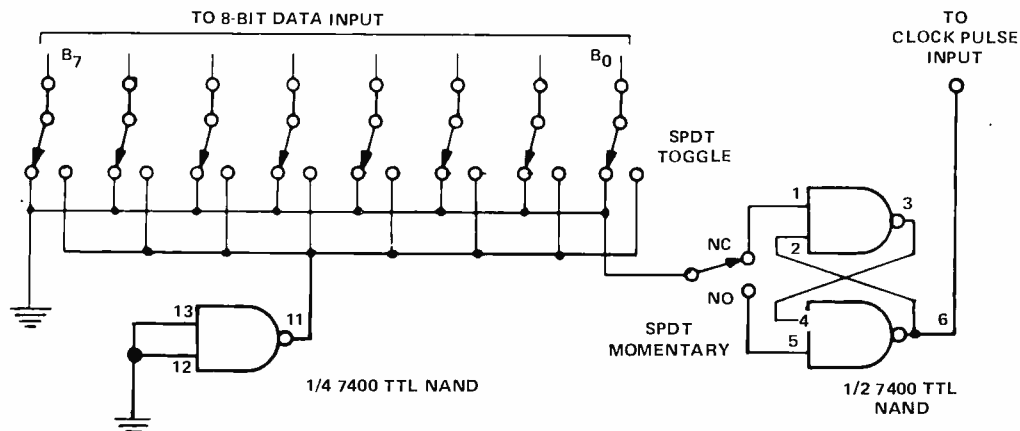 TO 8-BIT DATA INPUT
B7
B0
TO
CLOCK PULSE
INPUT
SPDT
TOGGLE
1
2
3
NC
NO
4
5
6
SPDT
MOMENTARY
13
12
11
1/4 7400 TTL NAND
1/2 7400 TTL
NAND